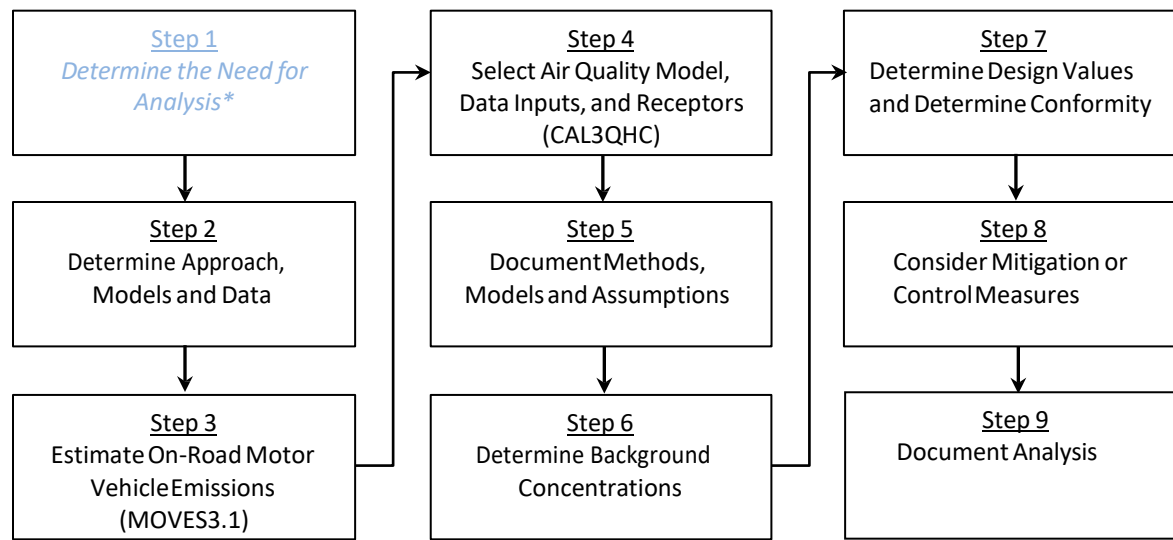 Step 1
Determine the Need for
Analysis*
Step 2
Determine Approach,
Models and Data
Step 3
Estimate On-Road Motor
Vehicle Emissions
(MOVES3.1)
Step 4
Select Air Quality Model,
Data Inputs, and Receptors
(CAL3QHC)
Step 5
Document Methods,
Models and Assumptions
Step 6
Determine Background
Concentrations
Step 7
Determine Design Values
and Determine Conformity
Step 8
Consider Mitigation or
Control Measures
Step 9
Document Analysis